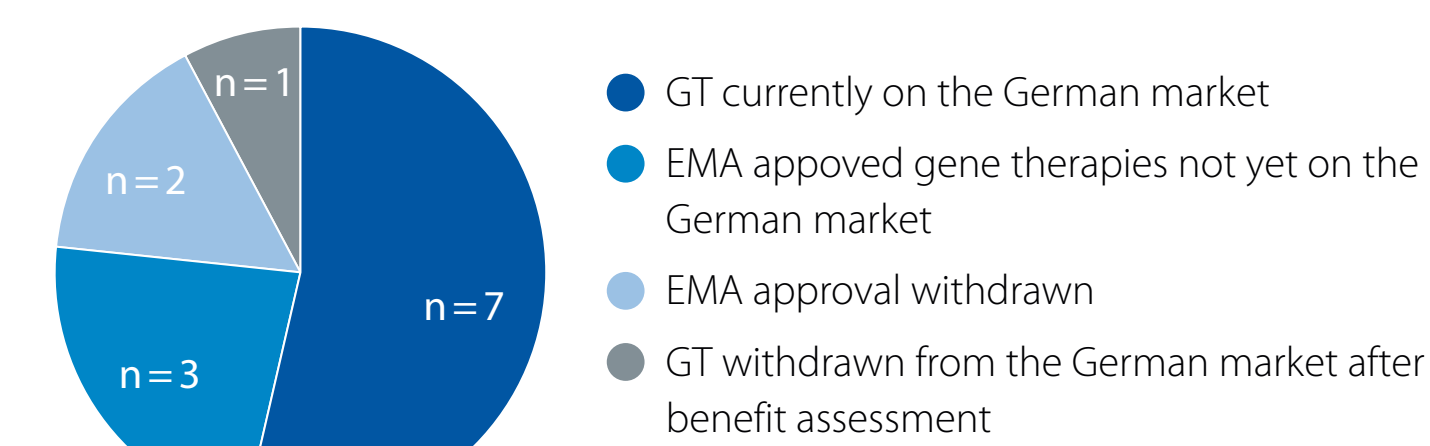 n = 1
n = 2
n = 7
n = 3
GT currently on the German market
EMA appoved gene therapies not yet on the
German market
EMA approval withdrawn
GT withdrawn from the German market after
benefit assessment